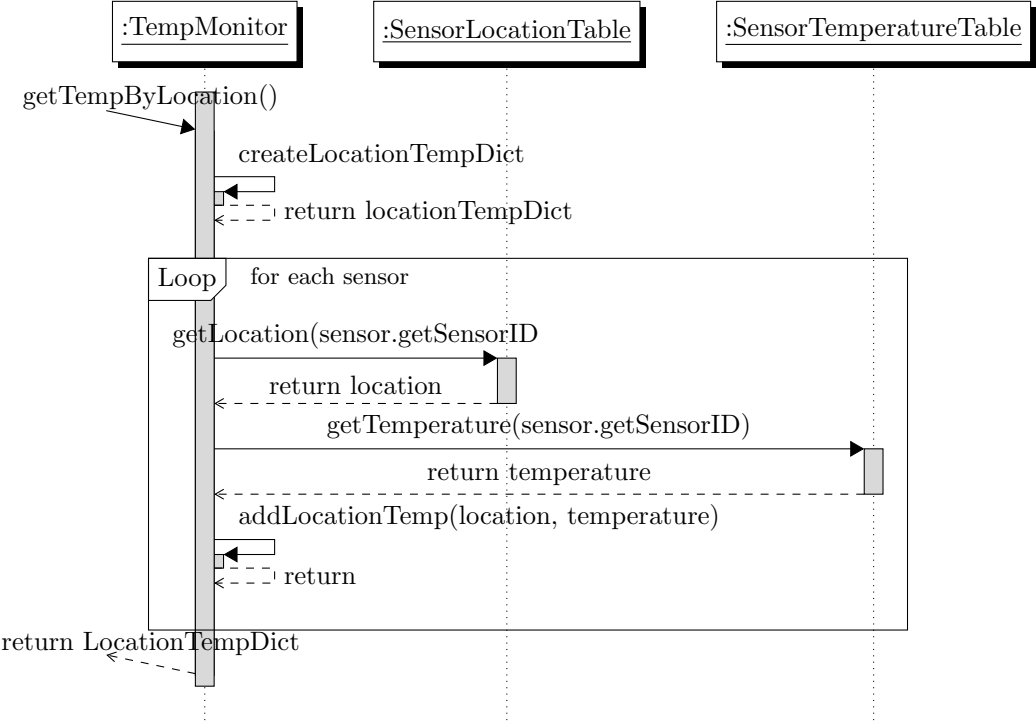 :TempMonitor
:SensorLocationTable
:SensorTemperatureTable
getTempByLocation()
createLocationTempDict
return locationTempDict
Loop
for each sensor
getLocation(sensor.getSensorID
return location
getTemperature(sensor.getSensorID)
return temperature
addLocationTemp(location, temperature)
return
return LocationTempDict